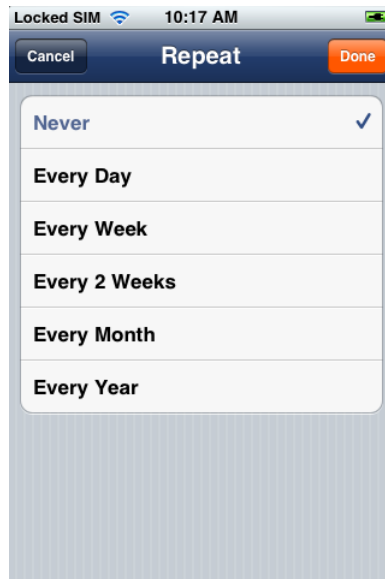 Locked SIM 10:17 AM
Cancel Repeat Done
Never
Every Day
Every Week
Every 2 Weeks
Every Month
Every Year